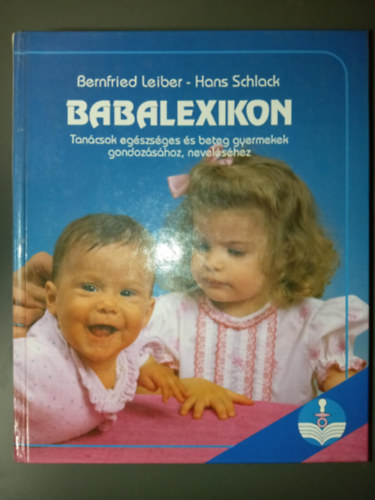 Bernfried Leiber - Hans Schlack
BABALEXIKON
Tanácsok egészséges és beteg gyermekek
gondozásához, neveléséhez